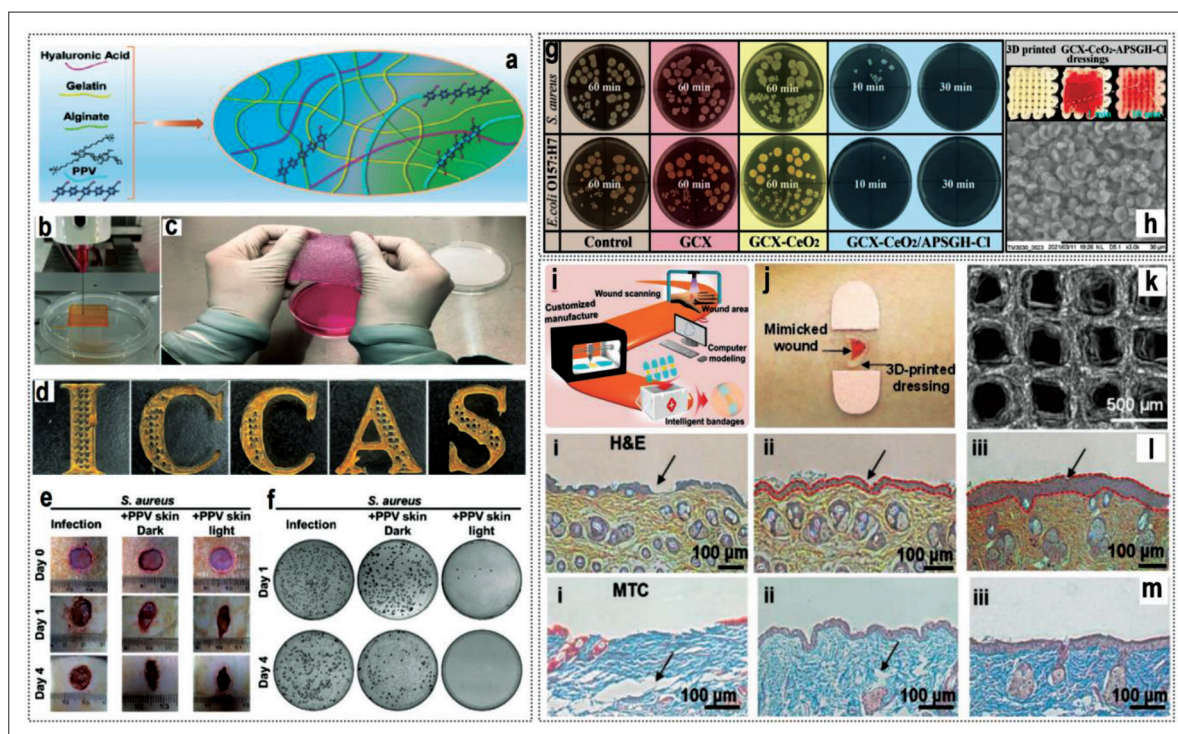 a
Hyaluronic Acid
Gelatin
Alginate
PPV
b
c
d
I C C A S
e
S. aureus
Infection
+PPV skin
Dark
+PPV skin
light
Day 0
Day 1
Day 4
f
S. aureus
Infection
+PPV skin
Dark
+PPV skin
light
Day 1
Day 4
g
S. aureus
60 min
60 min
60 min
10 min
30 min
E.coli O157:H7
60 min
60 min
60 min
10 min
30 min
Control
GCX
GCX-CeO₂
GCX-CeO₂/APSGH-Cl
3D printed GCX-CeO₂-APSGH-Cl
dressings
h
2021/03/11
30 µm
i
Wound scanning
Customized
manufacture
Wound area
Computer
modeling
Intelligent bandages
j
Mimicked
wound
3D-printed
dressing
k
500 µm
i
H&E
100 µm
ii
100 µm
iii
l
100 µm
i
MTC
100 µm
ii
100 µm
iii
m
100 µm